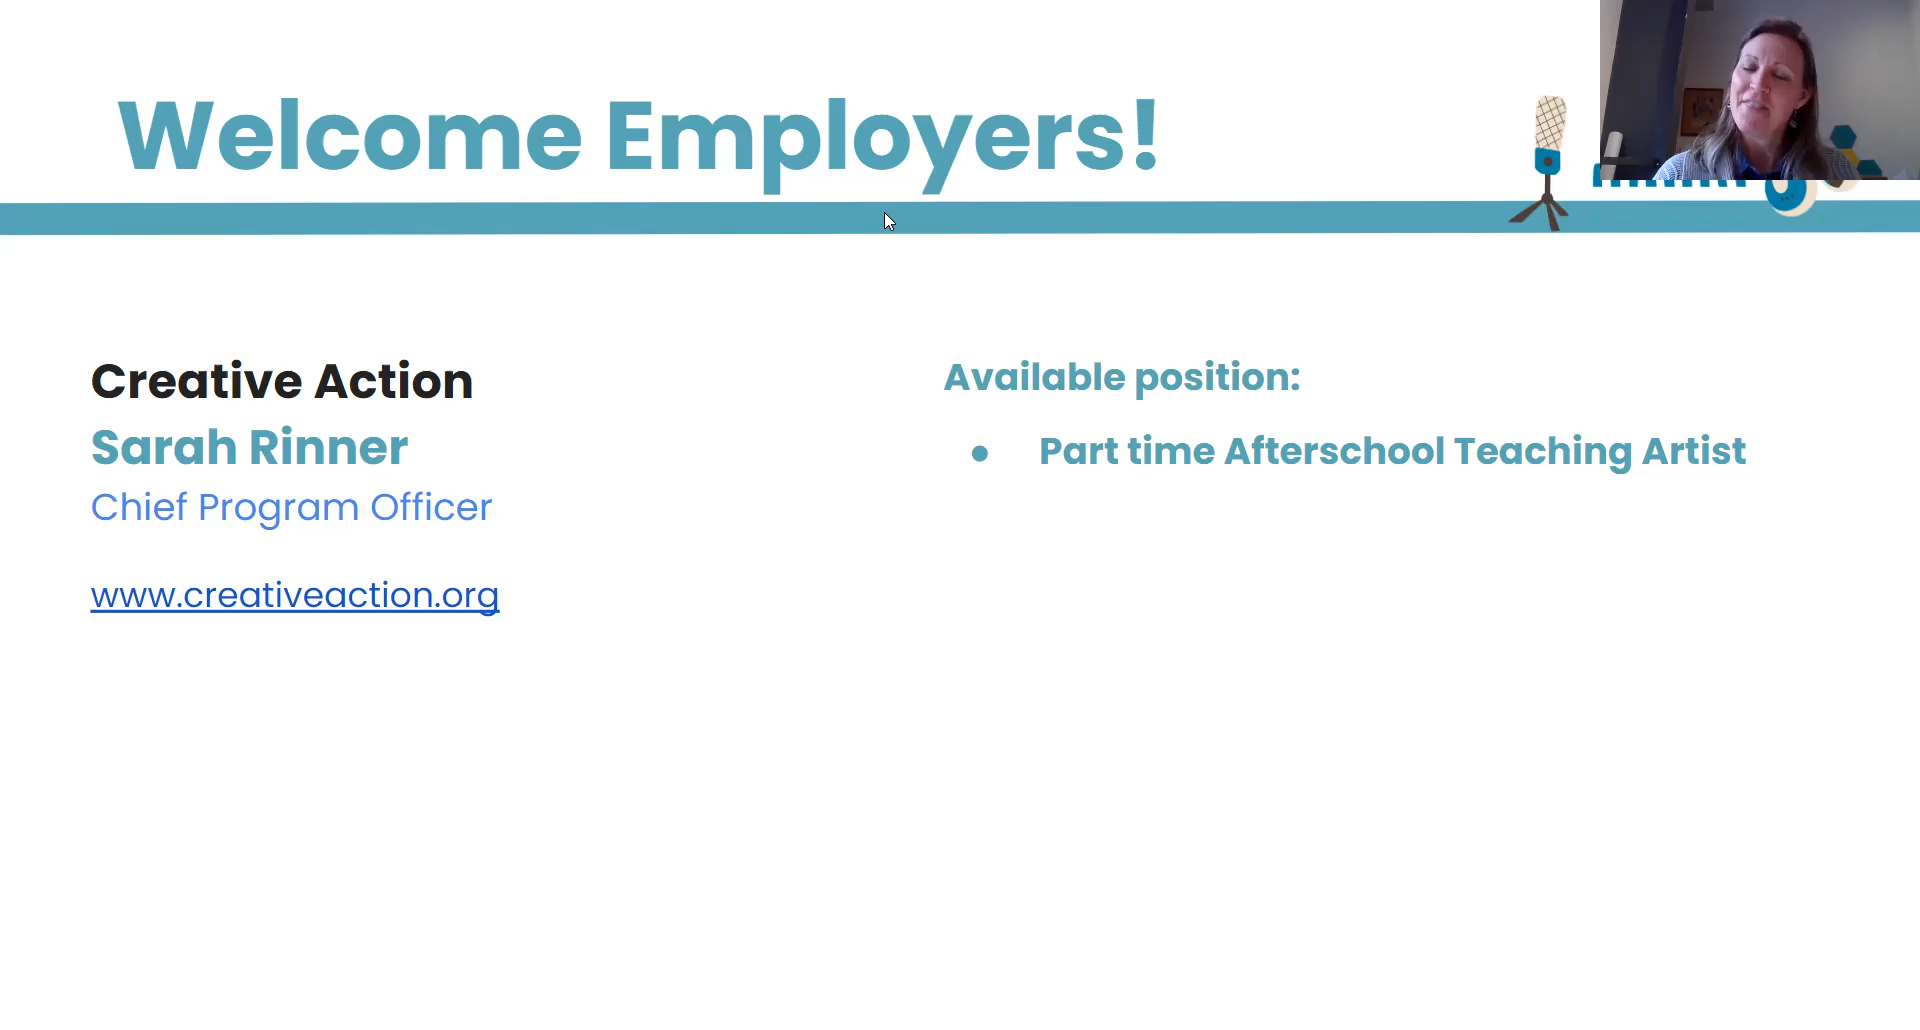 Welcome Employers!
Creative Action
Sarah Rinner
Chief Program Officer
www.creativeaction.org
Available position:
● Part time Afterschool Teaching Artist